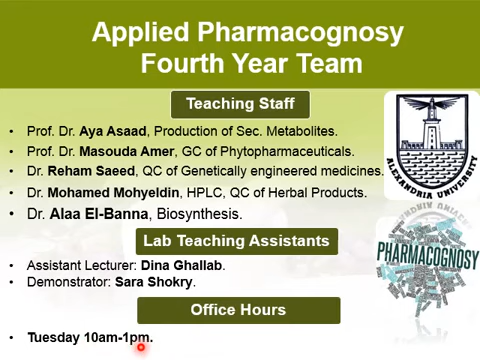 Applied Pharmacognosy
Fourth Year Team
Teaching Staff
• Prof. Dr. Aya Asaad, Production of Sec. Metabolites.
• Prof. Dr. Masouda Amer, GC of Phytopharmaceuticals.
• Dr. Reham Saeed, QC of Genetically engineered medicines.
• Dr. Mohamed Mohyeldin, HPLC, QC of Herbal Products.
• Dr. Alaa El-Banna, Biosynthesis.
ALEXANDRIA UNIVERSITY
PHARMACOGNOSY
Lab Teaching Assistants
• Assistant Lecturer: Dina Ghallab.
• Demonstrator: Sara Shokry.
Office Hours
• Tuesday 10am-1pm.